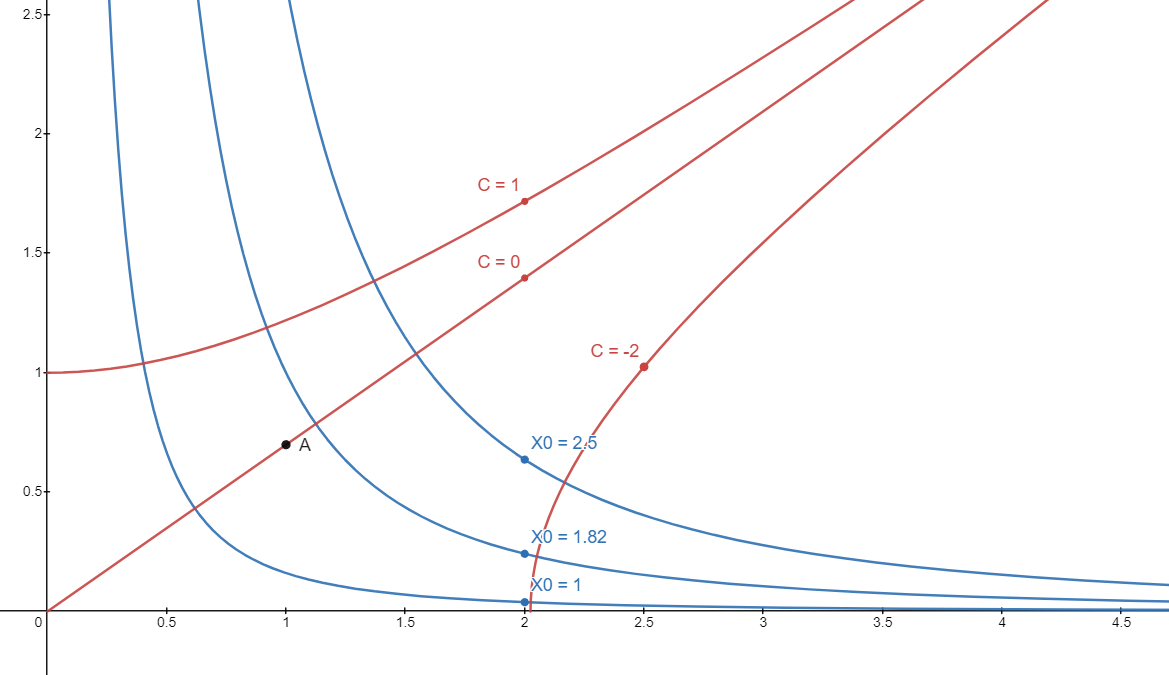 2.5
2
C = 1
1.5
C = 0
1
C = -2
A
X0 = 2.5
0.5
X0 = 1.82
X0 = 1
0 0.5 1 1.5 2 2.5 3 3.5 4 4.5